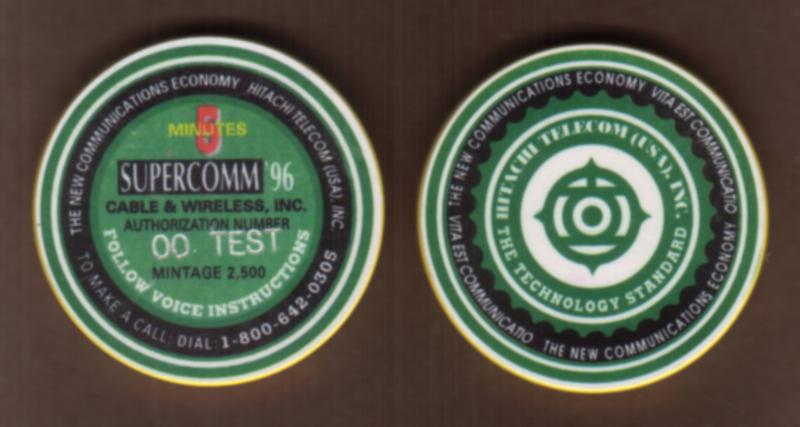 THE NEW COMMUNICATIONS ECONOMY HITACHI TELECOM (USA), INC.
5
MINUTES
SUPERCOMM '96
CABLE & WIRELESS, INC.
AUTHORIZATION NUMBER
00 TEST
MINTAGE 2,500
FOLLOW VOICE INSTRUCTIONS
TO MAKE A CALL: DIAL: 1-800-642-0305
THE NEW COMMUNICATIONS ECONOMY VITA EST COMMUNICATIO
HITACHI TELECOM (USA), INC.
THE TECHNOLOGY STANDARD
VITA EST COMMUNICATIO THE NEW COMMUNICATIONS ECONOMY